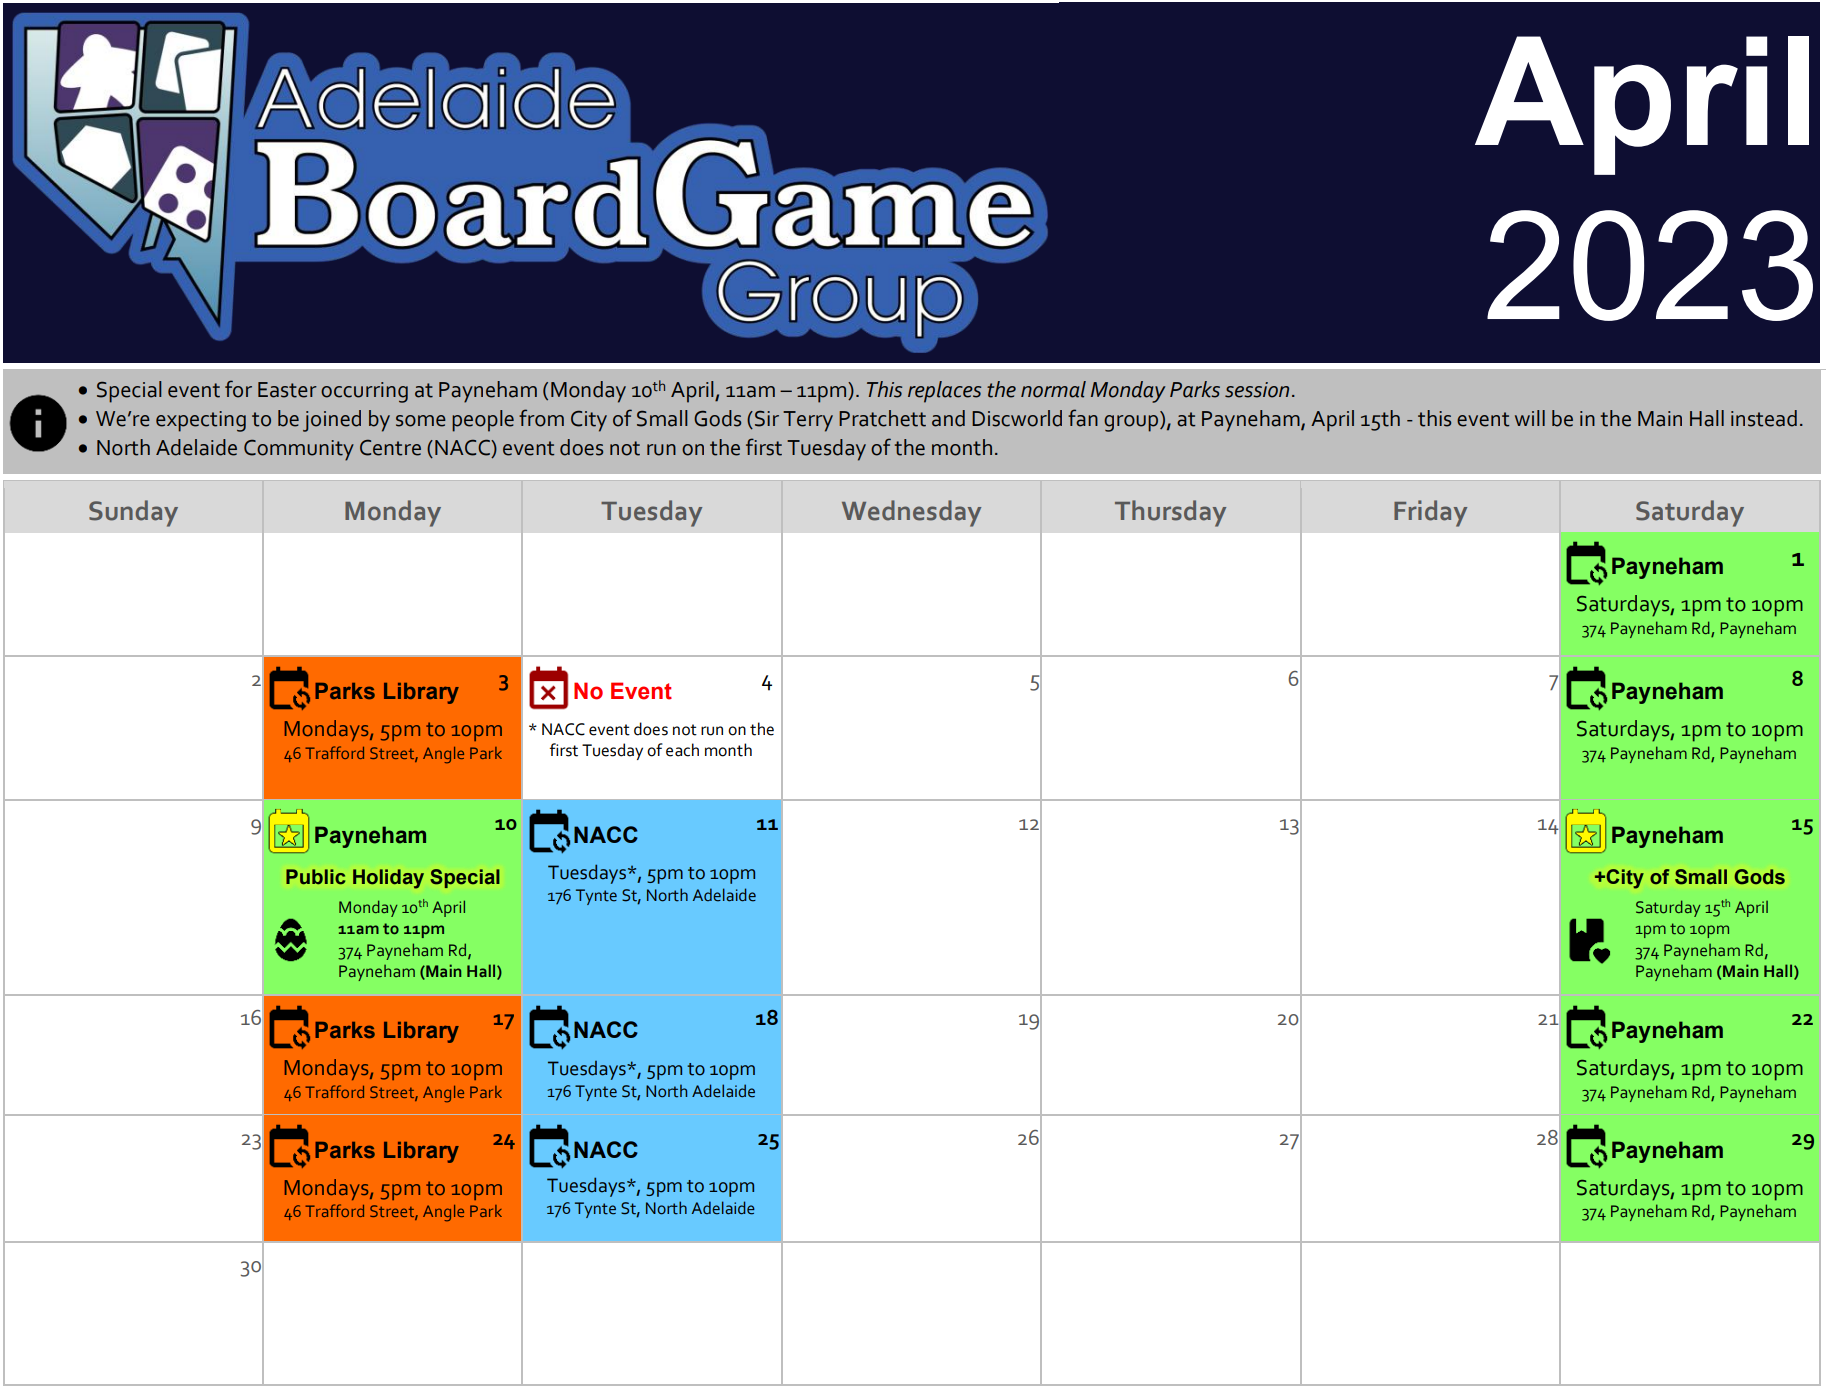 Adelaide
BoardGame
Group
April
2023
• Special event for Easter occurring at Payneham (Monday 10th April, 11am – 11pm). This replaces the normal Monday Parks session.
• We're expecting to be joined by some people from City of Small Gods (Sir Terry Pratchett and Discworld fan group), at Payneham, April 15th - this event will be in the Main Hall instead.
• North Adelaide Community Centre (NACC) event does not run on the first Tuesday of the month.
Sunday Monday Tuesday Wednesday Thursday Friday Saturday
Payneham 1
Saturdays, 1pm to 10pm
374 Payneham Rd, Payneham
2
Parks Library 3
Mondays, 5pm to 10pm
46 Trafford Street, Angle Park
No Event 4
* NACC event does not run on the
first Tuesday of each month
5
6
7
Payneham 8
Saturdays, 1pm to 10pm
374 Payneham Rd, Payneham
9
Payneham 10
Public Holiday Special
Monday 10th April
11am to 11pm
374 Payneham Rd,
Payneham (Main Hall)
NACC 11
Tuesdays*, 5pm to 10pm
176 Tynte St, North Adelaide
12
13
14
Payneham 15
+City of Small Gods
Saturday 15th April
1pm to 10pm
374 Payneham Rd,
Payneham (Main Hall)
16
Parks Library 17
Mondays, 5pm to 10pm
46 Trafford Street, Angle Park
NACC 18
Tuesdays*, 5pm to 10pm
176 Tynte St, North Adelaide
19
20
21
Payneham 22
Saturdays, 1pm to 10pm
374 Payneham Rd, Payneham
23
Parks Library 24
Mondays, 5pm to 10pm
46 Trafford Street, Angle Park
NACC 25
Tuesdays*, 5pm to 10pm
176 Tynte St, North Adelaide
26
27
28
Payneham 29
Saturdays, 1pm to 10pm
374 Payneham Rd, Payneham
30